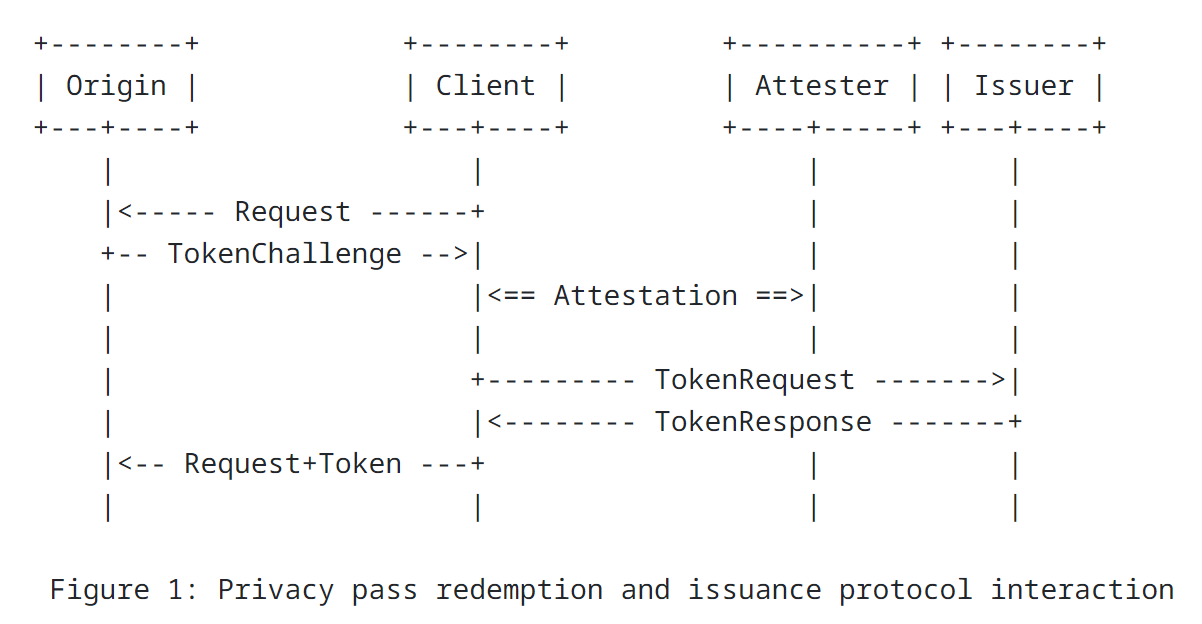 +--------+            +--------+         +----------+ +--------+
| Origin |            | Client |         | Attester | | Issuer |
+---+----+            +---+----+         +----+-----+ +---+----+
    |                     |                   |           |
    |<----- Request ------+                   |           |
    +-- TokenChallenge -->|                   |           |
    |                     |<== Attestation ==>|           |
    |                     |                   |           |
    |                     +--------- TokenRequest ------->|
    |                     |<-------- TokenResponse -------+
    |<-- Request+Token ---+                   |           |
    |                     |                   |           |
Figure 1: Privacy pass redemption and issuance protocol interaction